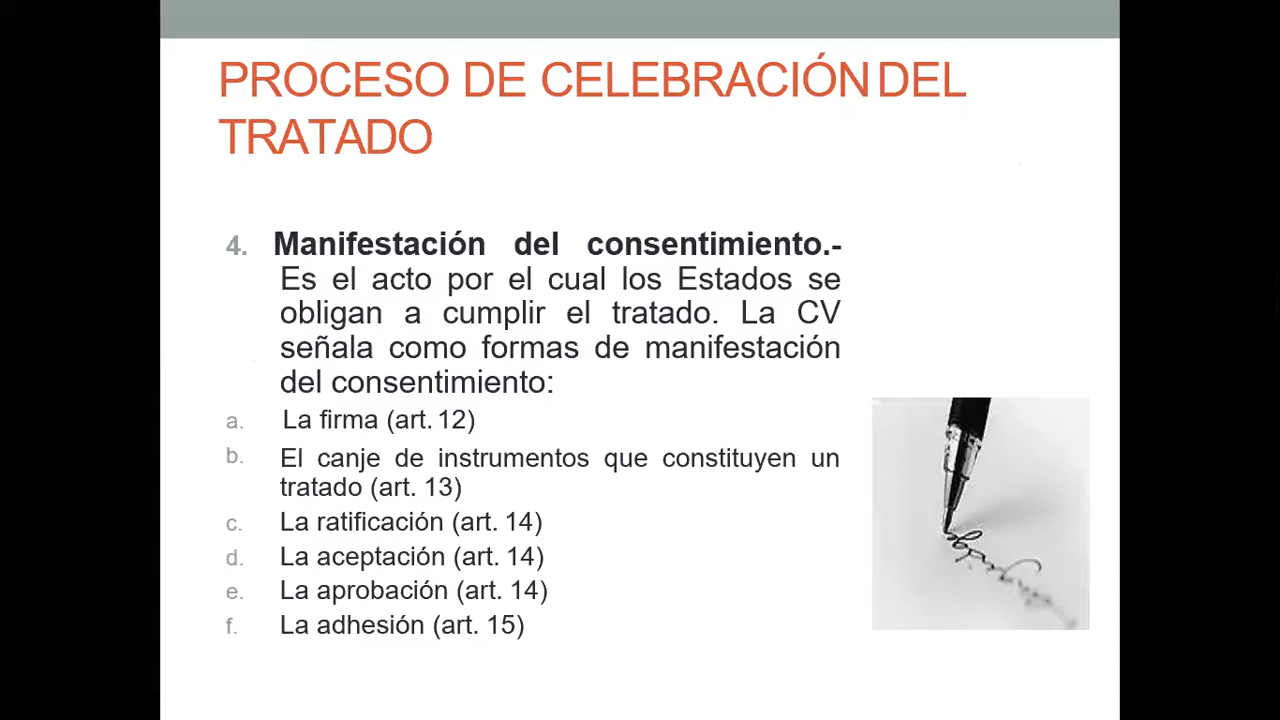 PROCESO DE CELEBRACIÓN DEL
TRATADO
4. Manifestación del consentimiento.-
Es el acto por el cual los Estados se
obligan a cumplir el tratado. La CV
señala como formas de manifestación
del consentimiento:
a. La firma (art. 12)
b. El canje de instrumentos que constituyen un
tratado (art. 13)
c. La ratificación (art. 14)
d. La aceptación (art. 14)
e. La aprobación (art. 14)
f. La adhesión (art. 15)